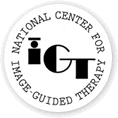 NATIONAL CENTER FOR
IGT
IMAGE-GUIDED THERAPY